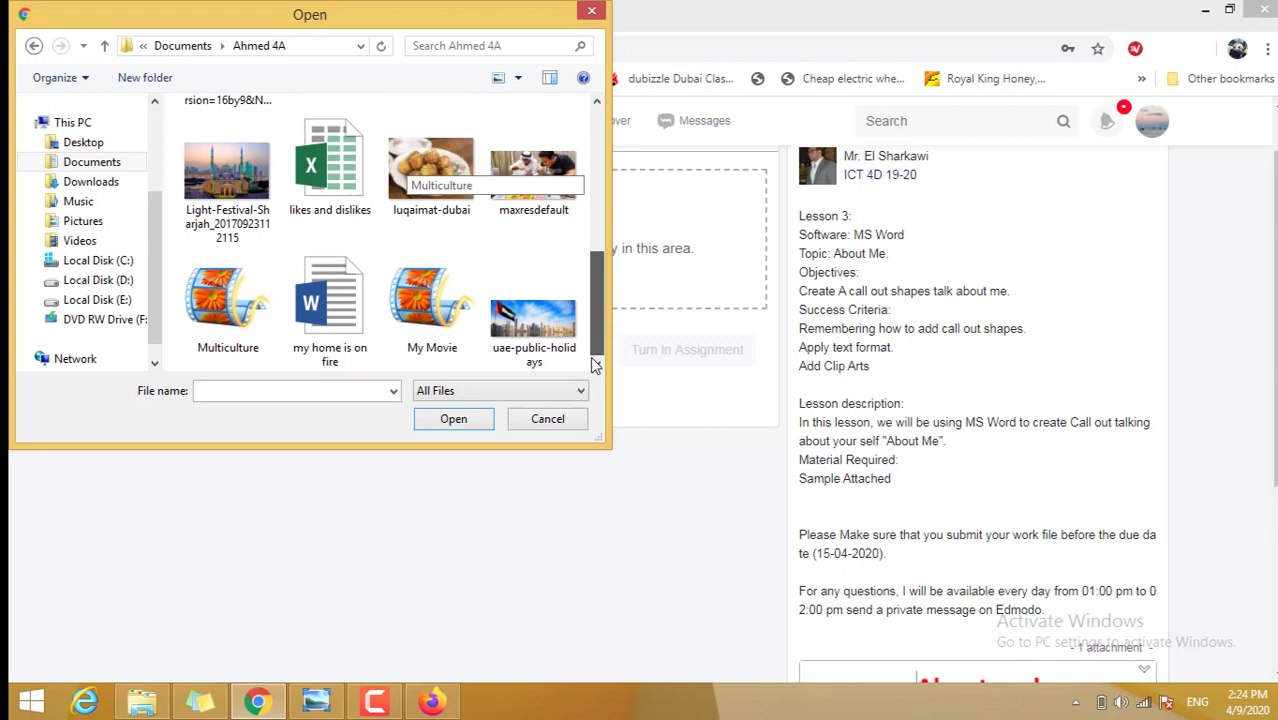 Open
Documents
Ahmed 4A
Search Ahmed 4A
Organize
New folder
This PC
Desktop
Documents
Downloads
Music
Pictures
Videos
Local Disk (C:)
Local Disk (D:)
Local Disk (E:)
DVD RW Drive (F:
Network
rsion=16by9&N...
Light-Festival-Sh
arjah_2017092311
2115
X
likes and dislikes
luqaimat-dubai
Multiculture
maxresdefault
Multiculture
W
my home is on
fire
My Movie
uae-public-holid
ays
File name:
All Files
Open
Cancel
dubizzle Dubai Clas...
Cheap electric whe...
Royal King Honey,...
»
Other bookmarks
over
Messages
Search
y in this area.
Turn in Assignment
Mr. El Sharkawi
ICT 4D 19-20
Lesson 3:
Software: MS Word
Topic: About Me.
Objectives:
Create A call out shapes talk about me.
Success Criteria:
Remembering how to add call out shapes.
Apply text format.
Add Clip Arts
Lesson description:
In this lesson, we will be using MS Word to create Call out talking
about your self "About Me".
Material Required:
Sample Attached
Please Make sure that you submit your work file before the due da
te (15-04-2020).
For any questions, I will be available every day from 01:00 pm to 0
2:00 pm send a private message on Edmodo.
Activate Windows
Go to PC settings to activate Windows.
- 1 attachment -
ENG
2:24 PM
4/9/2020